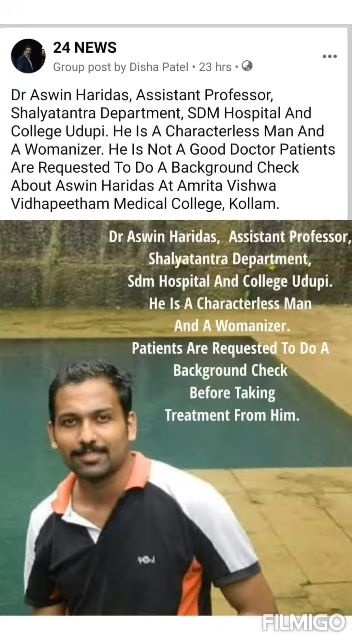 24 NEWS
Group post by Disha Patel • 23 hrs •
Dr Aswin Haridas, Assistant Professor,
Shalyatantra Department, SDM Hospital And
College Udupi. He Is A Characterless Man And
A Womanizer. He Is Not A Good Doctor Patients
Are Requested To Do A Background Check
About Aswin Haridas At Amrita Vishwa
Vidhapeetham Medical College, Kollam.
Dr Aswin Haridas, Assistant Professor,
Shalyatantra Department,
Sdm Hospital And College Udupi.
He Is A Characterless Man
And A Womanizer.
Patients Are Requested To Do A
Background Check
Before Taking
Treatment From Him.
FILMIGO